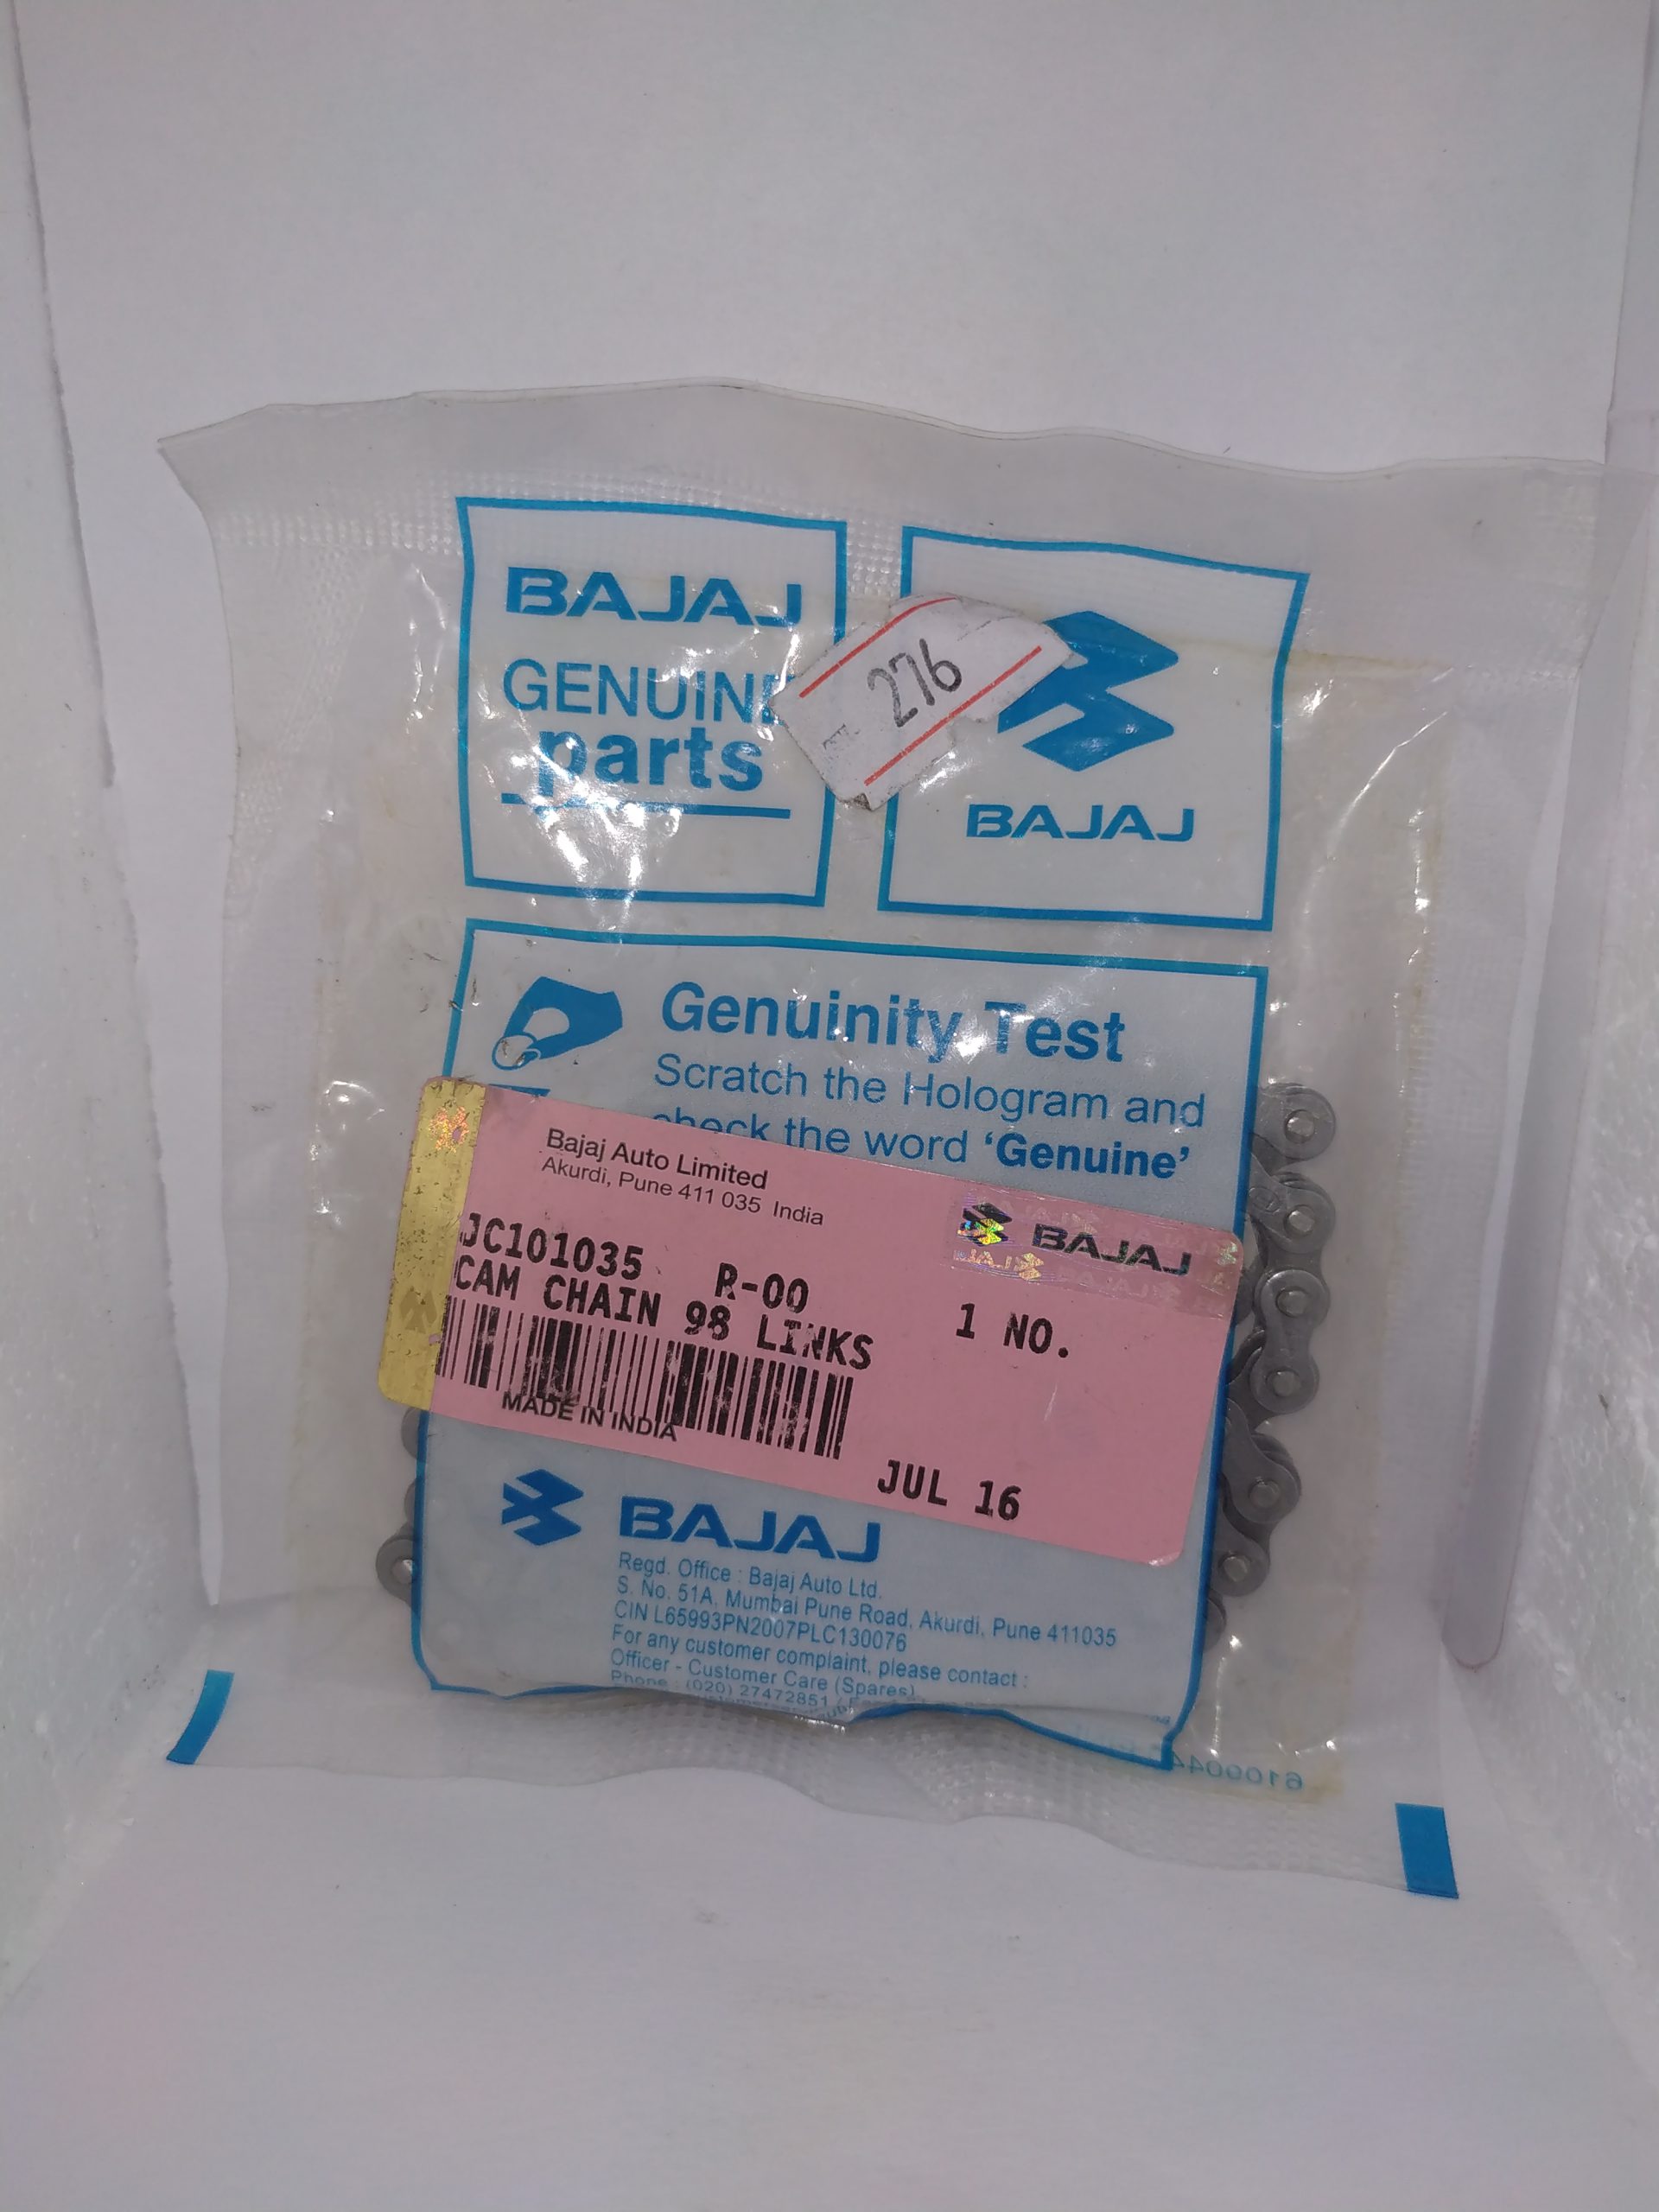 BAJAJ
GENUINE
parts
276
BAJAJ
Genuinity Test
Scratch the Hologram and
check the word ‘Genuine’
Bajaj Auto Limited
Akurdi, Pune 411 035 India
BAJAJ
JC101035 R-00
CAM CHAIN 98 LINKS
1 NO.
MADE IN INDIA
JUL 16
BAJAJ
Regd. Office : Bajaj Auto Ltd.
S. No. 51A, Mumbai Pune Road, Akurdi, Pune 411035
CIN L65993PN2007PLC130076
For any customer complaint, please contact :
Officer - Customer Care (Spares)
Phone : (020) 27472851